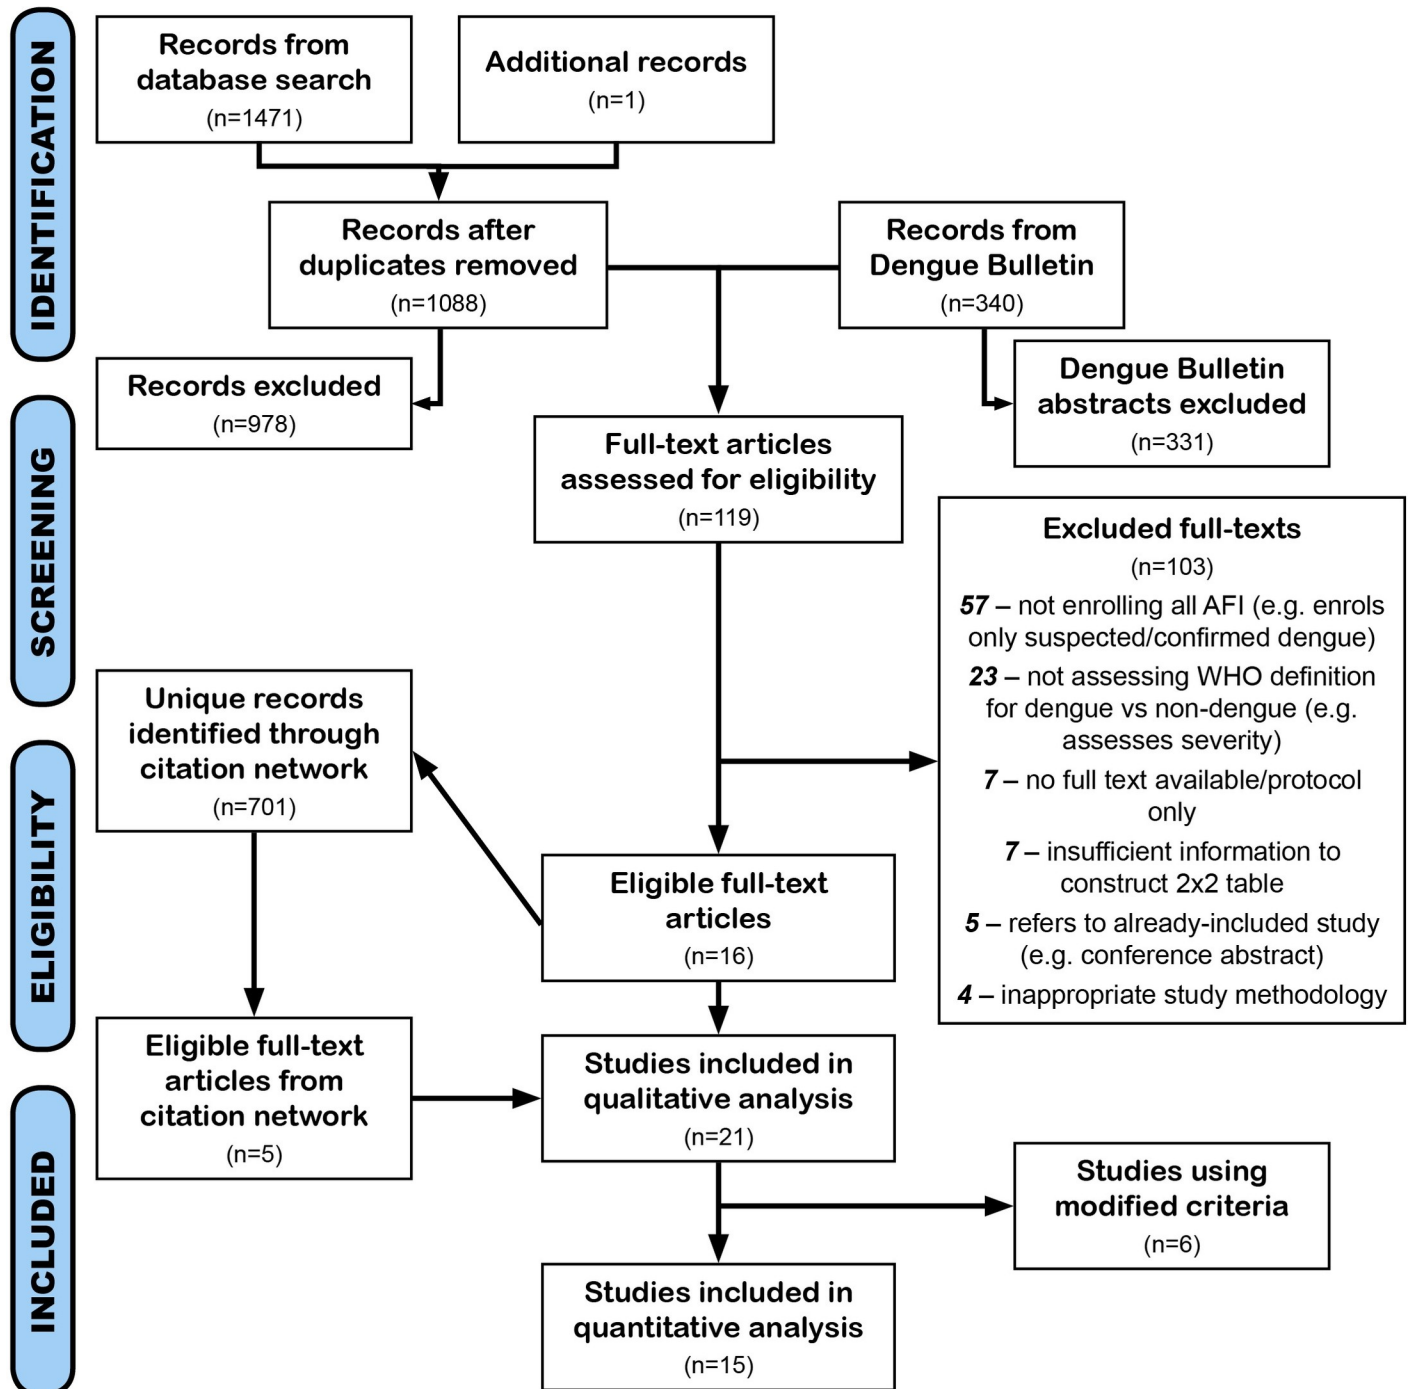 IDENTIFICATION
Records from
database search
(n=1471)
Additional records
(n=1)
Records after
duplicates removed
(n=1088)
Records from
Dengue Bulletin
(n=340)
Records excluded
(n=978)
Dengue Bulletin
abstracts excluded
(n=331)
SCREENING
Full-text articles
assessed for eligibility
(n=119)
Excluded full-texts
(n=103)
57 – not enrolling all AFI (e.g. enrols
only suspected/confirmed dengue)
23 – not assessing WHO definition
for dengue vs non-dengue (e.g.
assesses severity)
7 – no full text available/protocol
only
7 – insufficient information to
construct 2x2 table
5 – refers to already-included study
(e.g. conference abstract)
4 – inappropriate study methodology
Unique records
identified through
citation network
(n=701)
ELIGIBILITY
Eligible full-text
articles
(n=16)
Eligible full-text
articles from
citation network
(n=5)
Studies included in
qualitative analysis
(n=21)
INCLUDED
Studies using
modified criteria
(n=6)
Studies included in
quantitative analysis
(n=15)